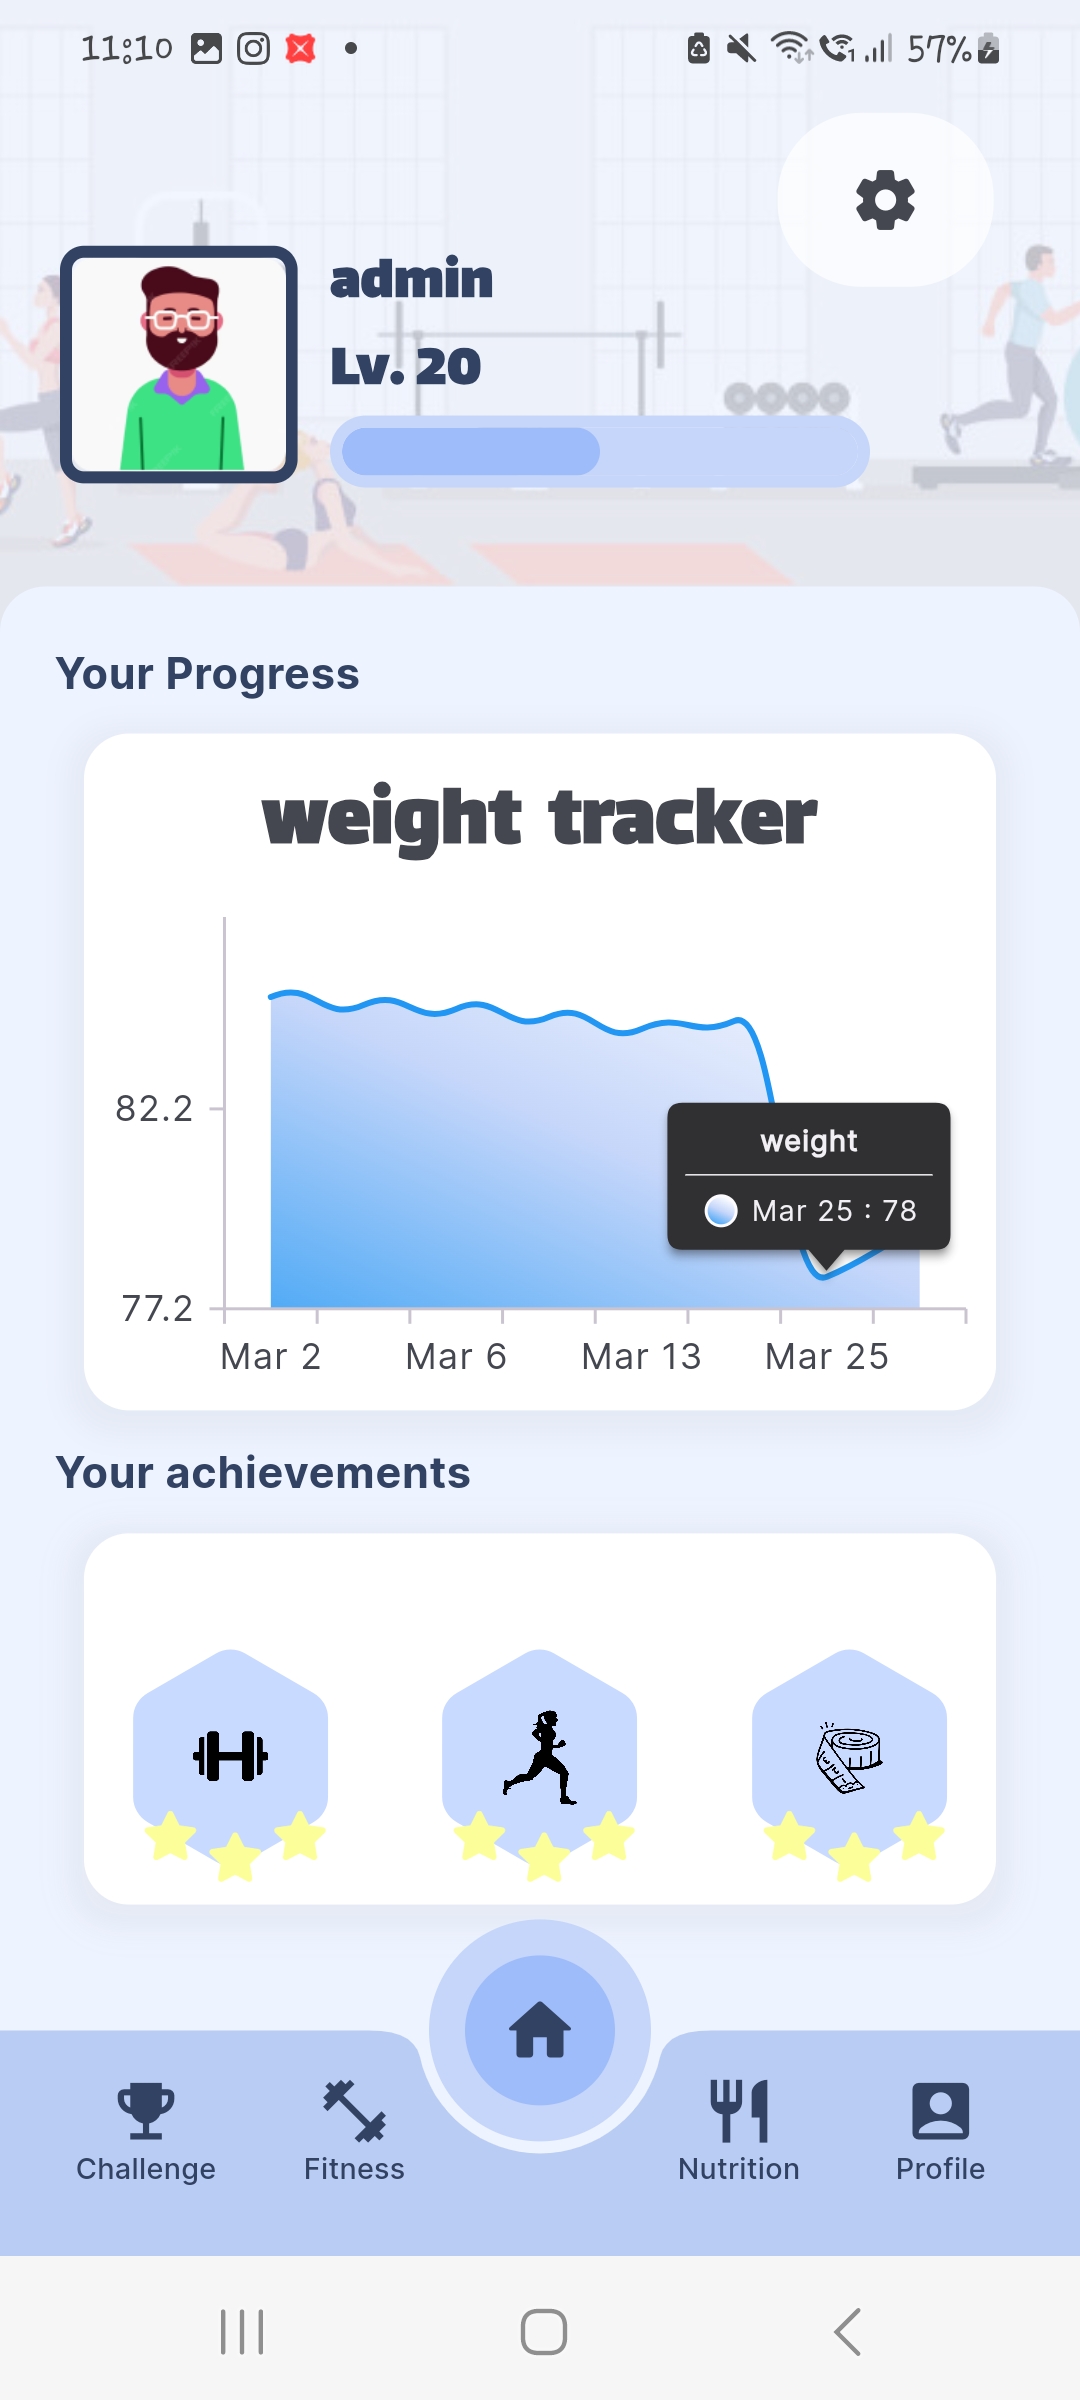 11:10
57%
admin
Lv. 20
Your Progress
weight tracker
82.2
weight
Mar 25 : 78
77.2
Mar 2 Mar 6 Mar 13 Mar 25
Your achievements
Challenge Fitness Nutrition Profile